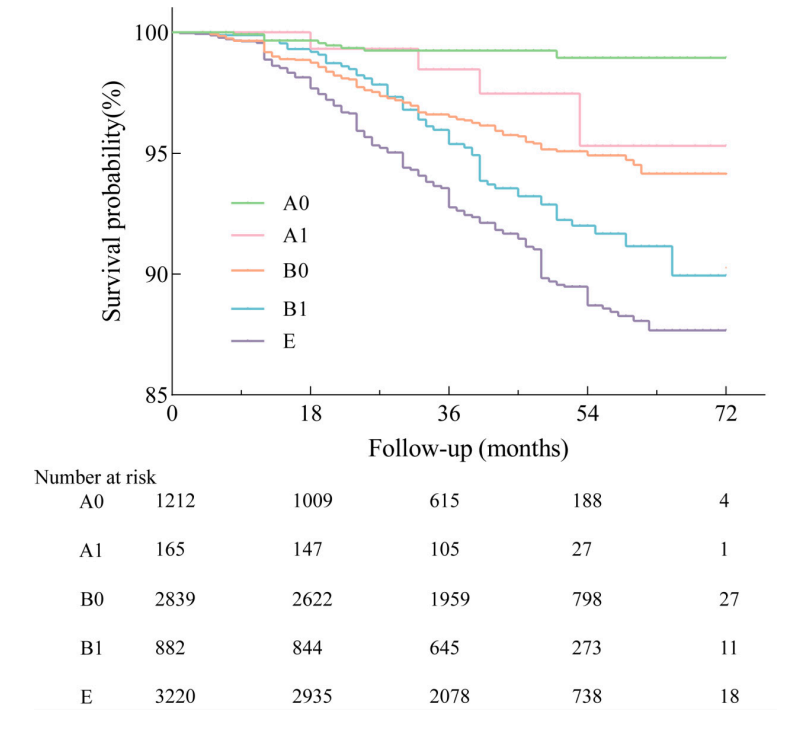 100
95
90
85
Survival probability(%)
A0
A1
B0
B1
E
0 18 36 54 72
Follow-up (months)
Number at risk
A0 1212 1009 615 188 4
A1 165 147 105 27 1
B0 2839 2622 1959 798 27
B1 882 844 645 273 11
E 3220 2935 2078 738 18